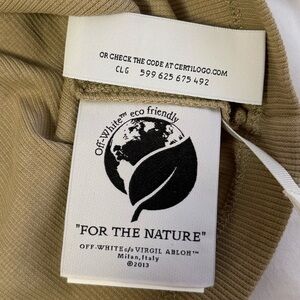 OR CHECK THE CODE AT CERTILOGO.COM
CLG 599 625 675 492
Off-White™ eco friendly
"FOR THE NATURE"
OFF-WHITE c/o VIRGIL ABLOH™
Milan, Italy
©2013